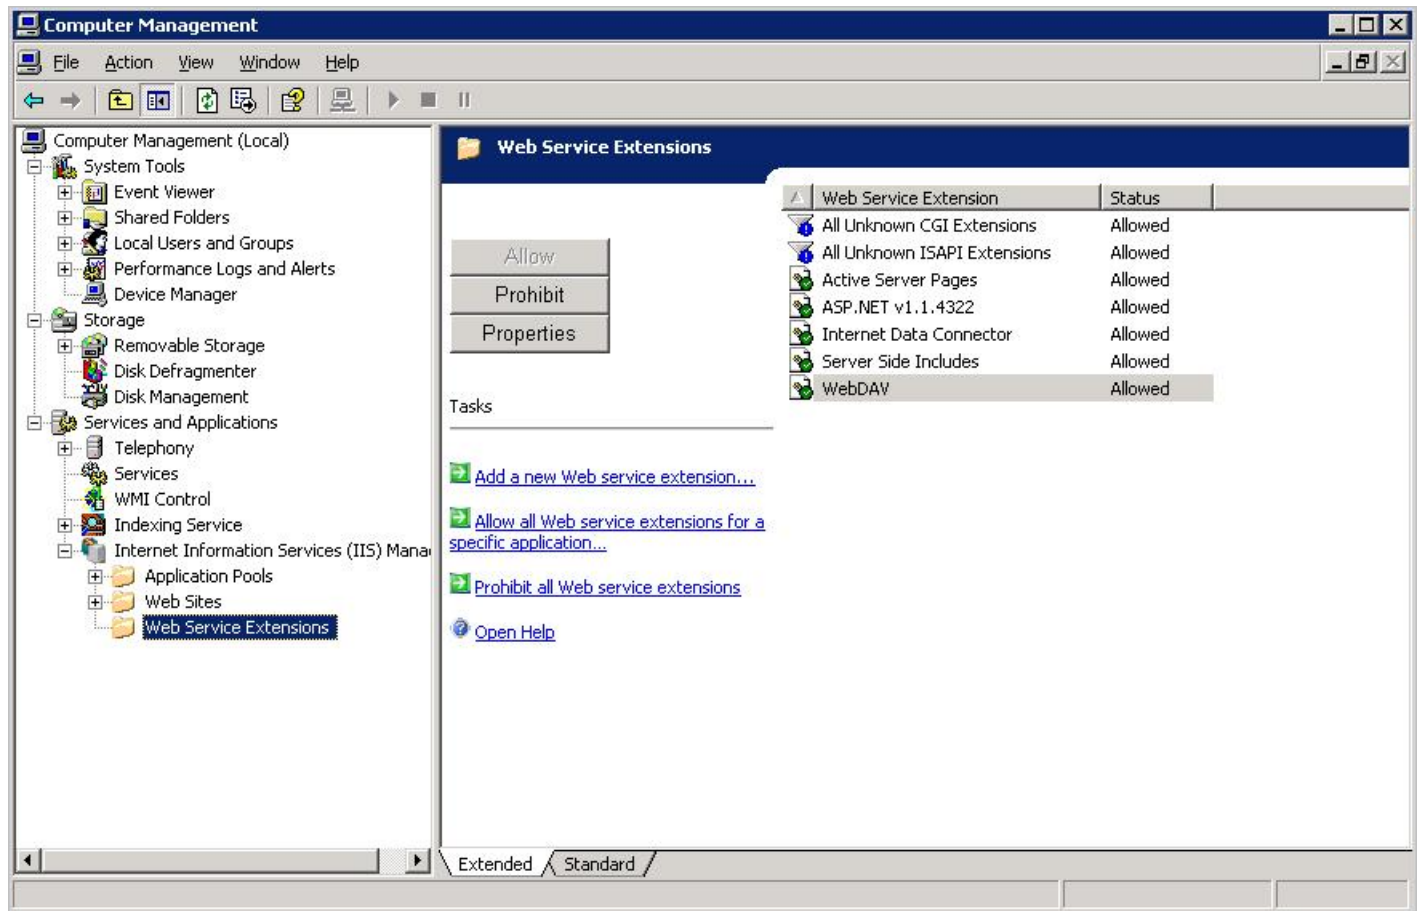 Computer Management
File Action View Window Help
Computer Management (Local)
System Tools
Event Viewer
Shared Folders
Local Users and Groups
Performance Logs and Alerts
Device Manager
Storage
Removable Storage
Disk Defragmenter
Disk Management
Services and Applications
Telephony
Services
WMI Control
Indexing Service
Internet Information Services (IIS) Mana
Application Pools
Web Sites
Web Service Extensions
Web Service Extensions
Allow
Prohibit
Properties
Tasks
Add a new Web service extension...
Allow all Web service extensions for a
specific application...
Prohibit all Web service extensions
Open Help
Web Service Extension Status
All Unknown CGI Extensions Allowed
All Unknown ISAPI Extensions Allowed
Active Server Pages Allowed
ASP.NET v1.1.4322 Allowed
Internet Data Connector Allowed
Server Side Includes Allowed
WebDAV Allowed
Extended Standard